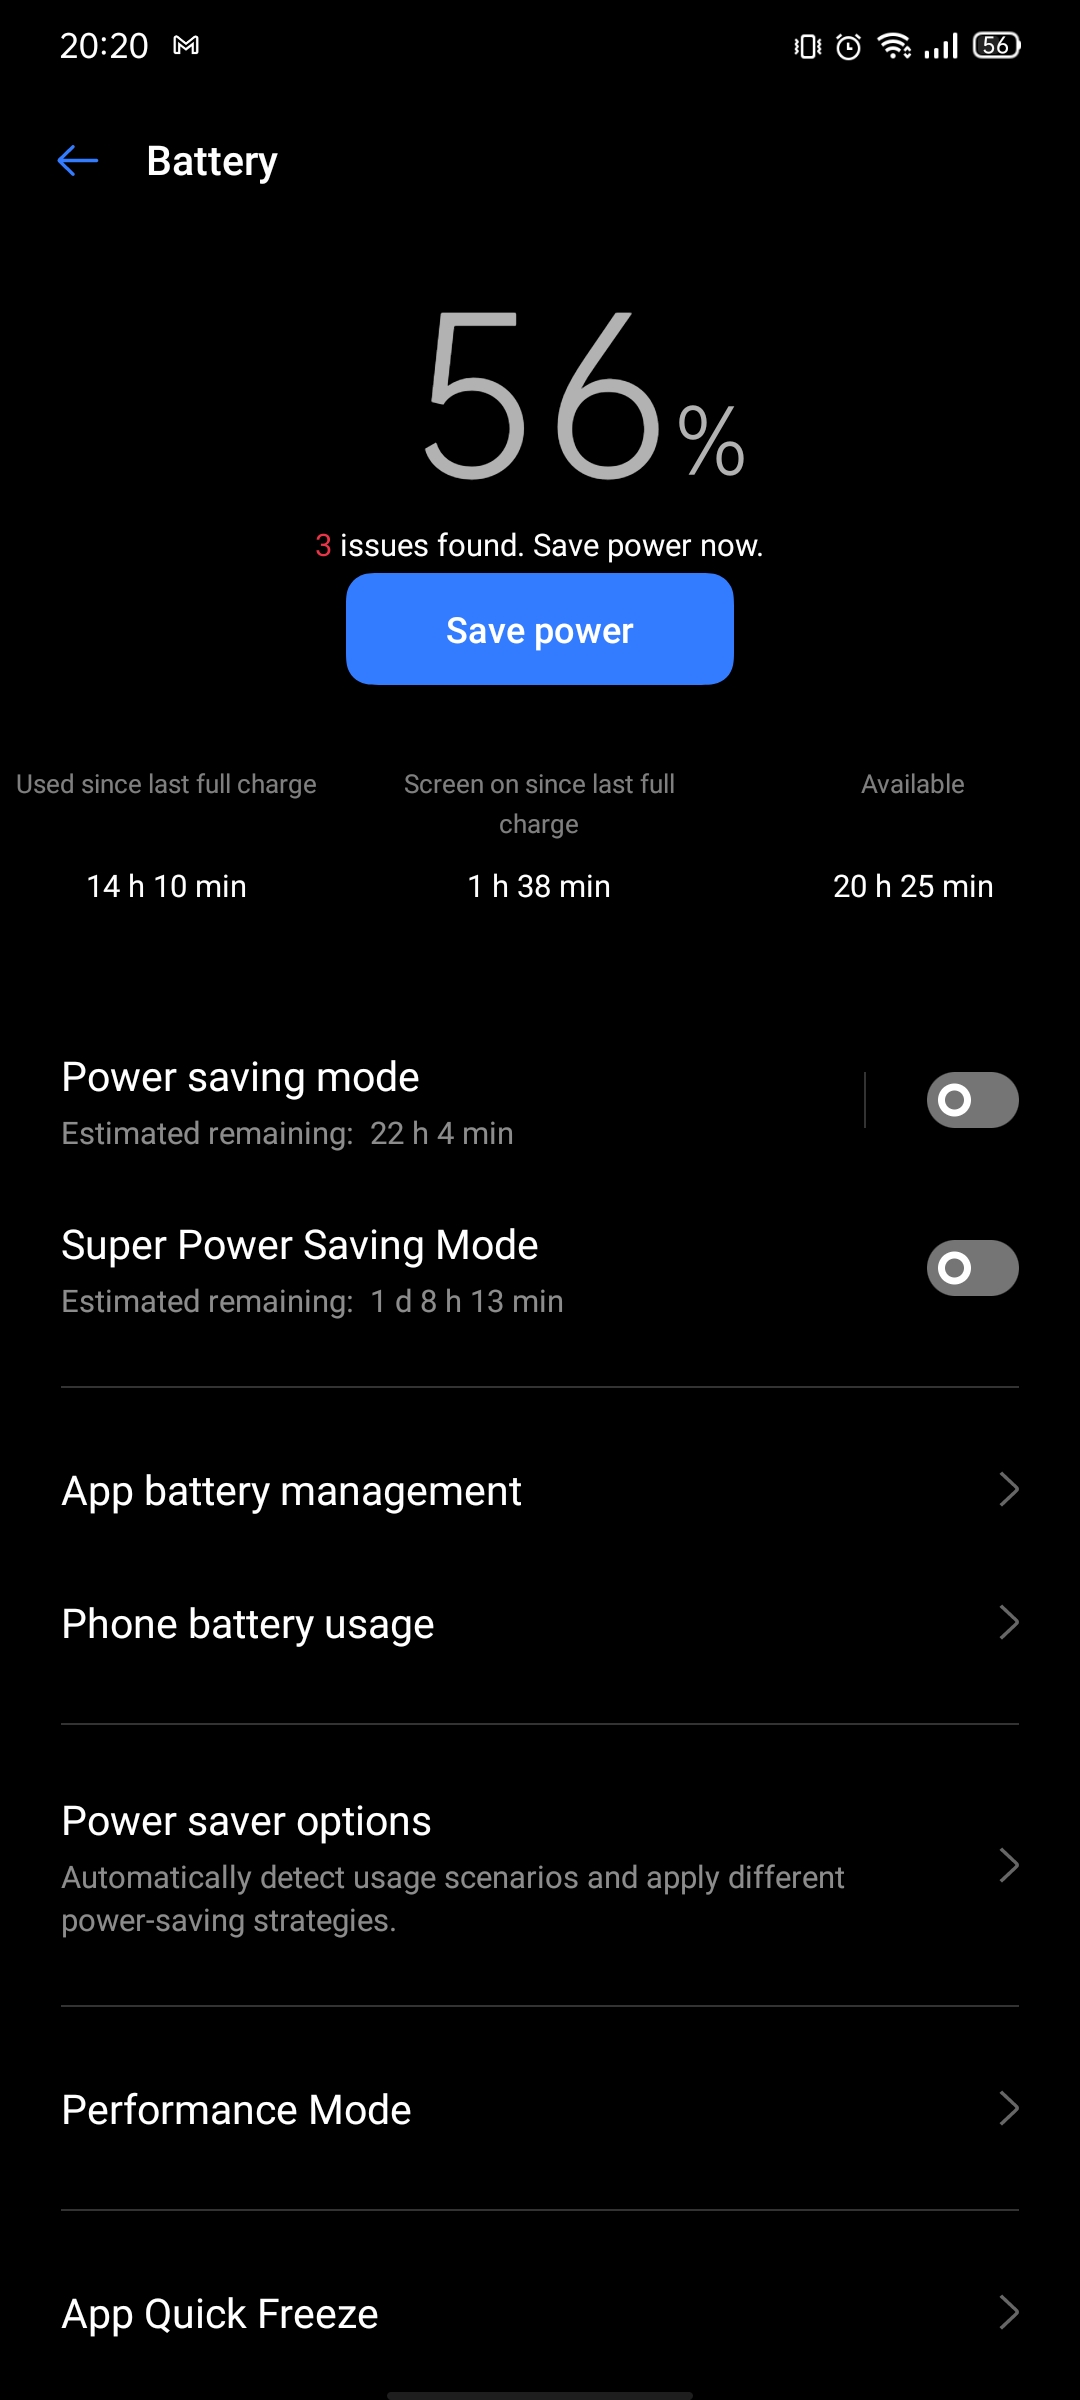 20:20
56
Battery
56%
3 issues found. Save power now.
Save power
Used since last full charge
Screen on since last full
charge
Available
14 h 10 min
1 h 38 min
20 h 25 min
Power saving mode
Estimated remaining: 22 h 4 min
Super Power Saving Mode
Estimated remaining: 1 d 8 h 13 min
App battery management
Phone battery usage
Power saver options
Automatically detect usage scenarios and apply different
power-saving strategies.
Performance Mode
App Quick Freeze